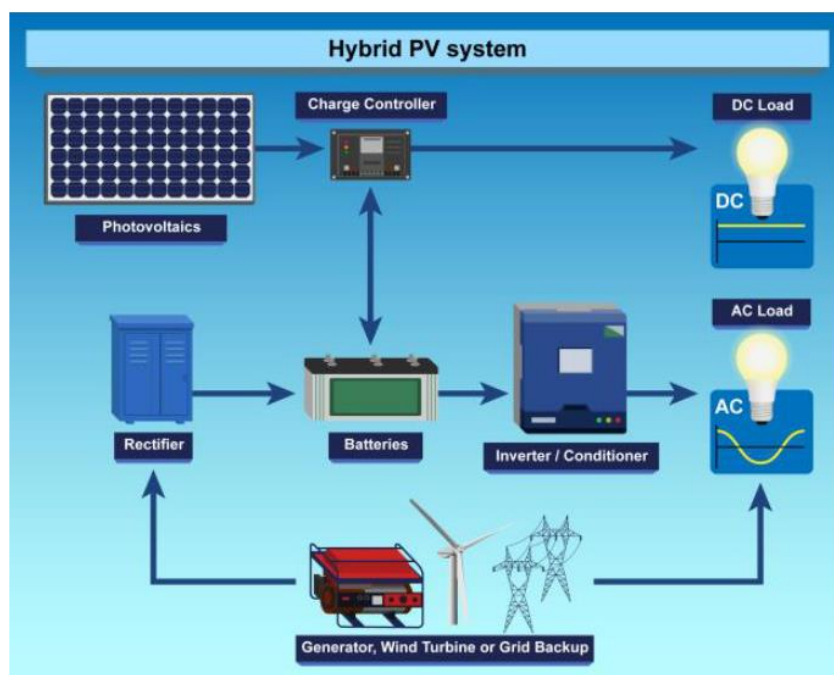 Hybrid PV system
Charge Controller
DC Load
Photovoltaics
DC
AC Load
Rectifier
Batteries
Inverter / Conditioner
AC
Generator, Wind Turbine or Grid Backup